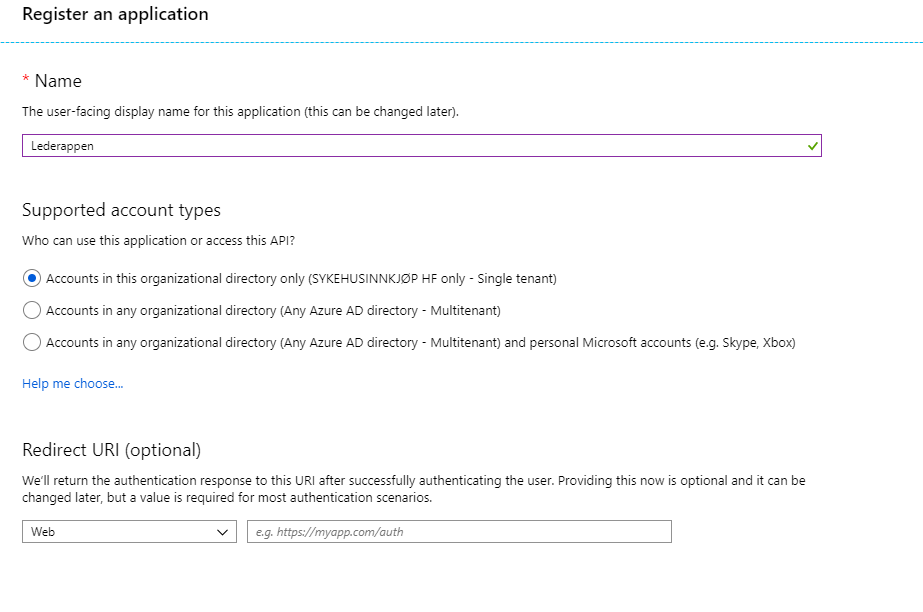 Register an application
* Name
The user-facing display name for this application (this can be changed later).
Lederappen
Supported account types
Who can use this application or access this API?
Accounts in this organizational directory only (SYKEHUSINNKJØP HF only - Single tenant)
Accounts in any organizational directory (Any Azure AD directory - Multitenant)
Accounts in any organizational directory (Any Azure AD directory - Multitenant) and personal Microsoft accounts (e.g. Skype, Xbox)
Help me choose...
Redirect URI (optional)
We'll return the authentication response to this URI after successfully authenticating the user. Providing this now is optional and it can be
changed later, but a value is required for most authentication scenarios.
Web
e.g. https://myapp.com/auth